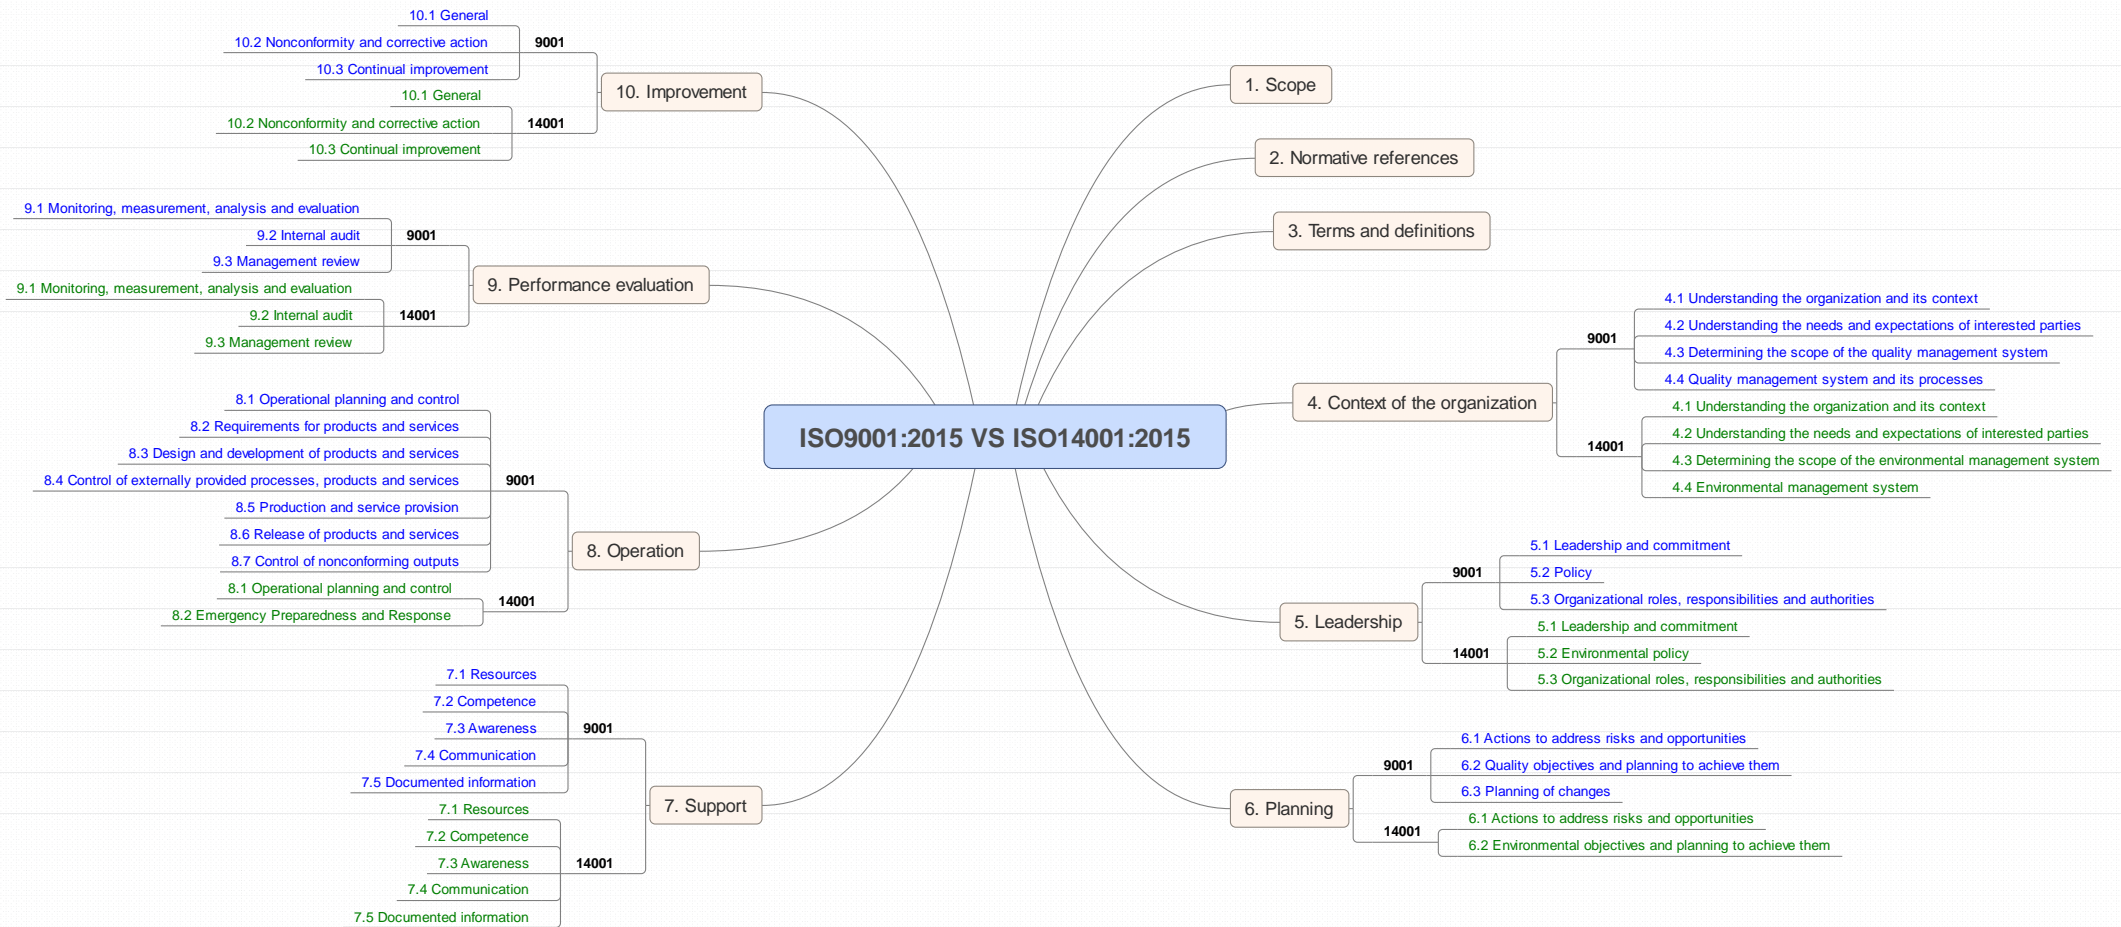 ISO9001:2015 VS ISO14001:2015
1. Scope
2. Normative references
3. Terms and definitions
4. Context of the organization
9001
4.1 Understanding the organization and its context
4.2 Understanding the needs and expectations of interested parties
4.3 Determining the scope of the quality management system
4.4 Quality management system and its processes
14001
4.1 Understanding the organization and its context
4.2 Understanding the needs and expectations of interested parties
4.3 Determining the scope of the environmental management system
4.4 Environmental management system
5. Leadership
9001
5.1 Leadership and commitment
5.2 Policy
5.3 Organizational roles, responsibilities and authorities
14001
5.1 Leadership and commitment
5.2 Environmental policy
5.3 Organizational roles, responsibilities and authorities
6. Planning
9001
6.1 Actions to address risks and opportunities
6.2 Quality objectives and planning to achieve them
6.3 Planning of changes
14001
6.1 Actions to address risks and opportunities
6.2 Environmental objectives and planning to achieve them
7. Support
9001
7.1 Resources
7.2 Competence
7.3 Awareness
7.4 Communication
7.5 Documented information
14001
7.1 Resources
7.2 Competence
7.3 Awareness
7.4 Communication
7.5 Documented information
8. Operation
9001
8.1 Operational planning and control
8.2 Requirements for products and services
8.3 Design and development of products and services
8.4 Control of externally provided processes, products and services
8.5 Production and service provision
8.6 Release of products and services
8.7 Control of nonconforming outputs
14001
8.1 Operational planning and control
8.2 Emergency Preparedness and Response
9. Performance evaluation
9001
9.1 Monitoring, measurement, analysis and evaluation
9.2 Internal audit
9.3 Management review
14001
9.1 Monitoring, measurement, analysis and evaluation
9.2 Internal audit
9.3 Management review
10. Improvement
9001
10.1 General
10.2 Nonconformity and corrective action
10.3 Continual improvement
14001
10.1 General
10.2 Nonconformity and corrective action
10.3 Continual improvement